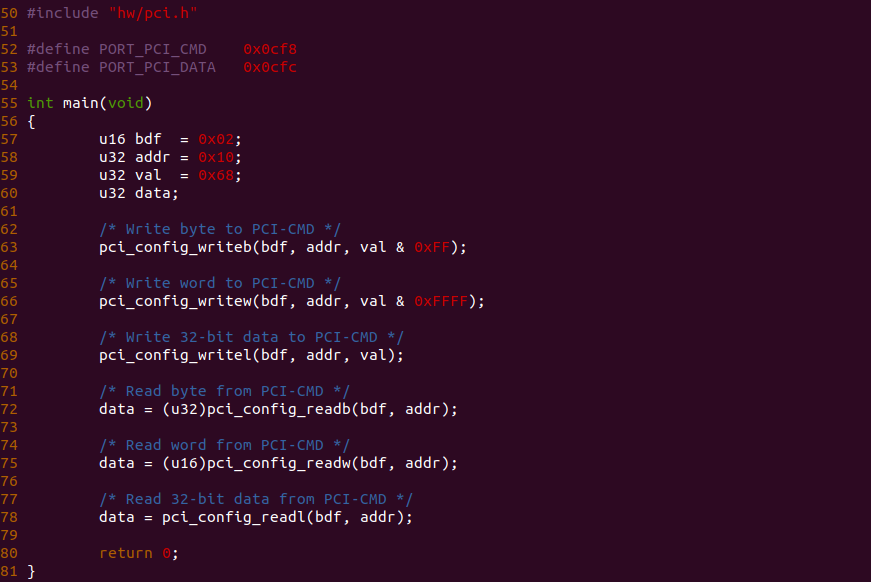 50 #include "hw/pci.h"
51
52 #define PORT_PCI_CMD    0x0cf8
53 #define PORT_PCI_DATA   0x0cfc
54
55 int main(void)
56 {
57         u16 bdf  = 0x02;
58         u32 addr = 0x10;
59         u32 val  = 0x68;
60         u32 data;
61
62         /* Write byte to PCI-CMD */
63         pci_config_writeb(bdf, addr, val & 0xFF);
64
65         /* Write word to PCI-CMD */
66         pci_config_writew(bdf, addr, val & 0xFFFF);
67
68         /* Write 32-bit data to PCI-CMD */
69         pci_config_writel(bdf, addr, val);
70
71         /* Read byte from PCI-CMD */
72         data = (u32)pci_config_readb(bdf, addr);
73
74         /* Read word from PCI-CMD */
75         data = (u16)pci_config_readw(bdf, addr);
76
77         /* Read 32-bit data from PCI-CMD */
78         data = pci_config_readl(bdf, addr);
79
80         return 0;
81 }